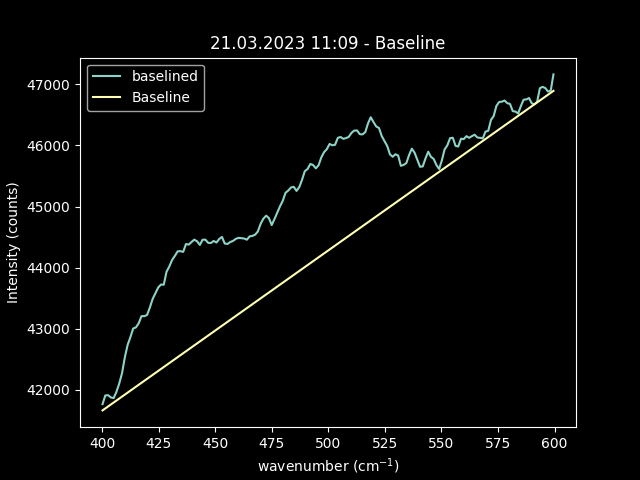 21.03.2023 11:09 - Baseline
baselined
Baseline
47000
46000
45000
44000
43000
42000
Intensity (counts)
400 425 450 475 500 525 550 575 600
wavenumber (cm⁻¹)